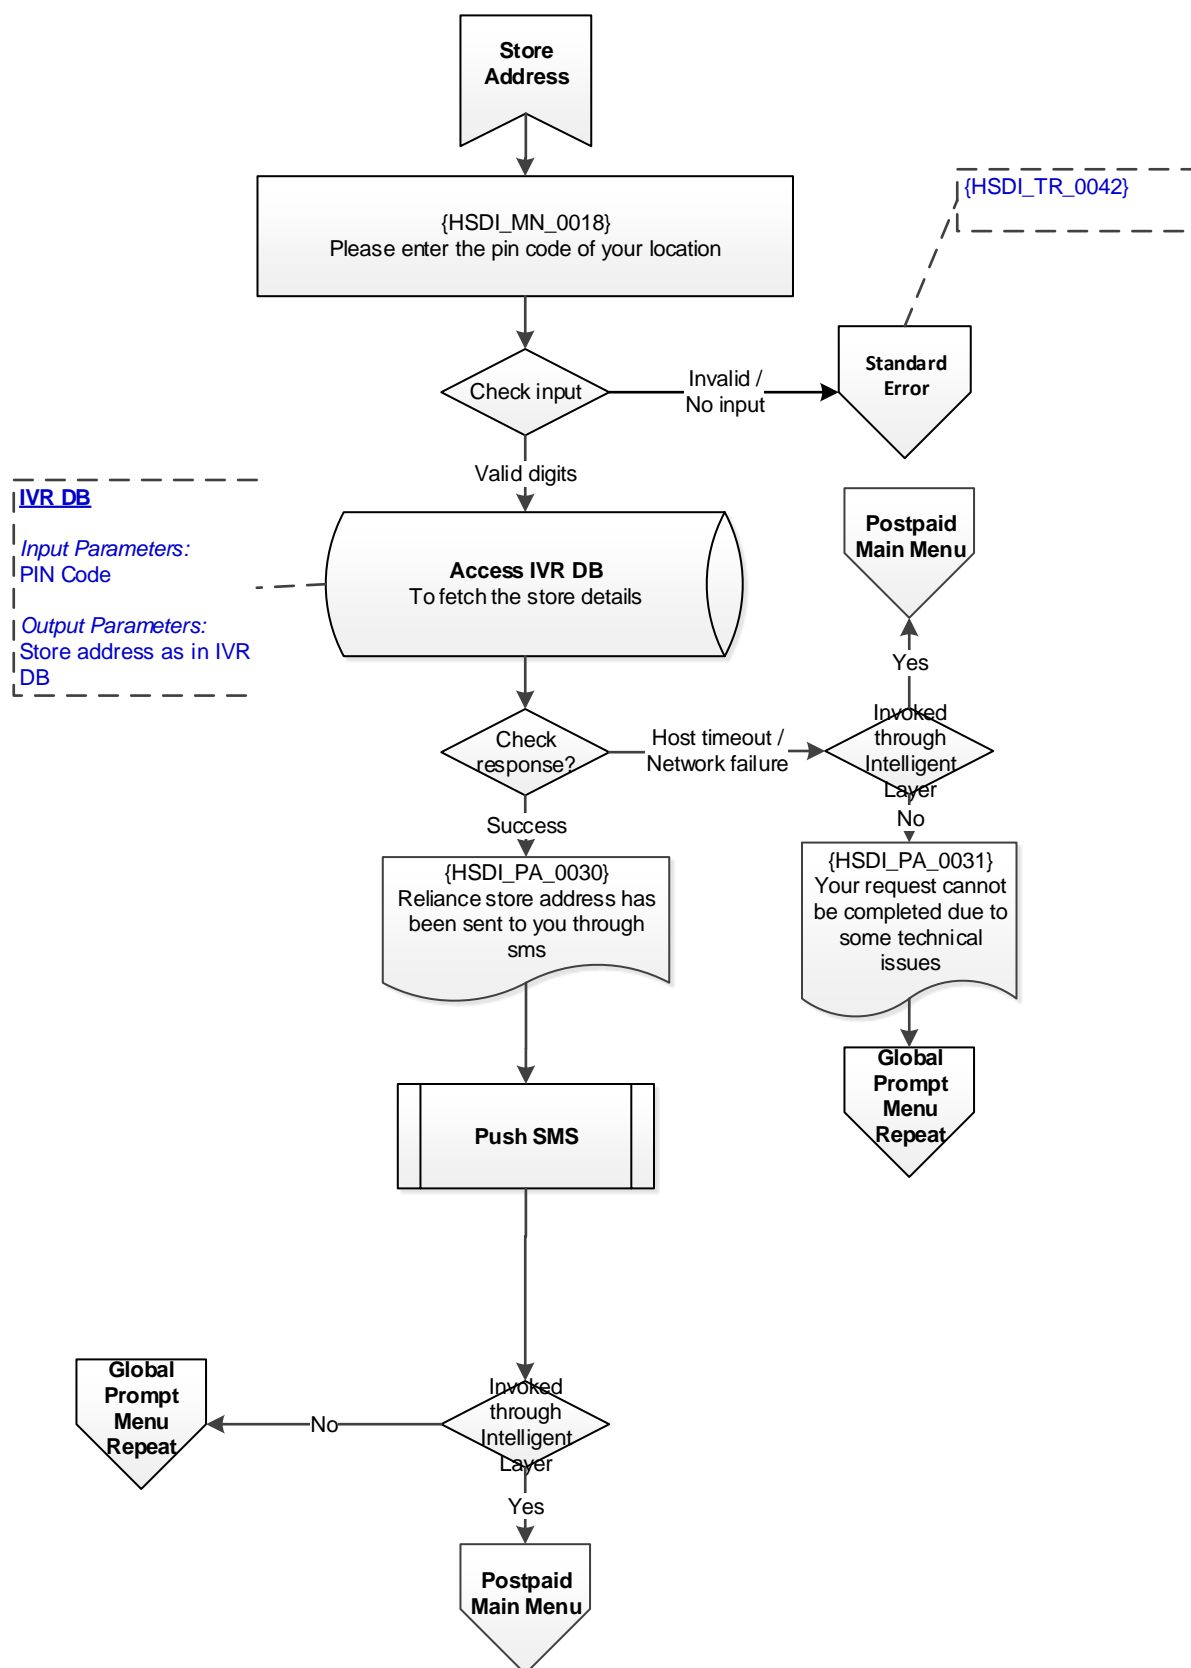 Store
Address
{HSDI_MN_0018}
Please enter the pin code of your location
{HSDI_TR_0042}
Check input
Invalid /
No input
Standard
Error
Valid digits
IVR DB
Input Parameters:
PIN Code
Output Parameters:
Store address as in IVR
DB
Access IVR DB
To fetch the store details
Postpaid
Main Menu
Yes
Check
response?
Host timeout /
Network failure
Invoked
through
Intelligent
Layer
No
Success
{HSDI_PA_0030}
Reliance store address has
been sent to you through
sms
{HSDI_PA_0031}
Your request cannot
be completed due to
some technical
issues
Global
Prompt
Menu
Repeat
Push SMS
Global
Prompt
Menu
Repeat
No
Invoked
through
Intelligent
Layer
Yes
Postpaid
Main Menu